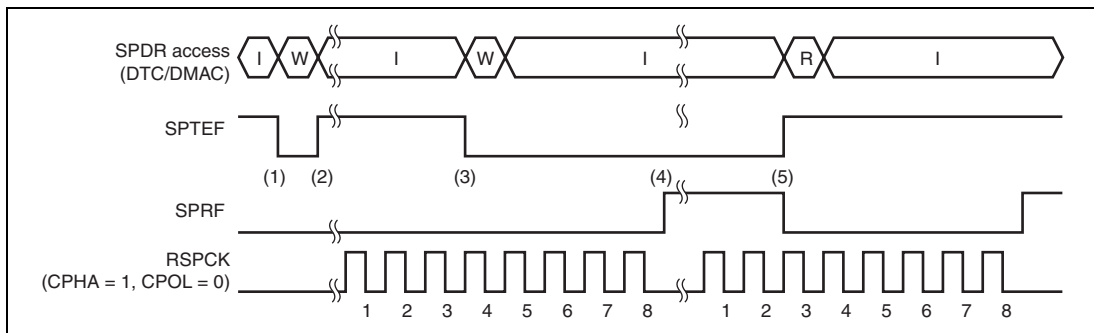 SPDR access
(DTC/DMAC)
I W I W I R I
SPTEF
(1) (2) (3) (4) (5)
SPRF
RSPCK
(CPHA = 1, CPOL = 0)
1 2 3 4 5 6 7 8 1 2 3 4 5 6 7 8